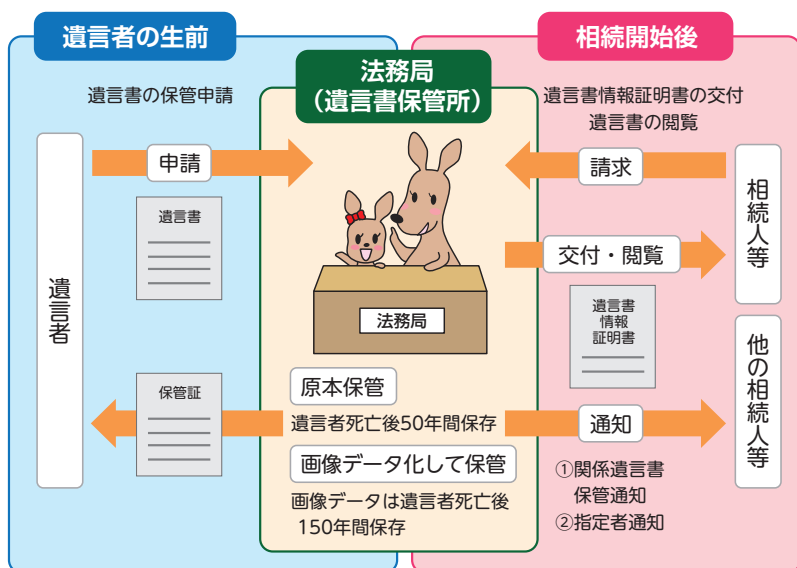 遺言者の生前
相続開始後
法務局
（遺言書保管所）
遺言書の保管申請
遺言書情報証明書の交付
遺言書の閲覧
申請
請求
遺言書
遺言者
相続人等
交付・閲覧
法務局
遺言書
情報
証明書
保管証
原本保管
遺言者死亡後50年間保存
通知
他の相続人等
画像データ化して保管
画像データは遺言者死亡後
150年間保存
①関係遺言書
保管通知
②指定者通知